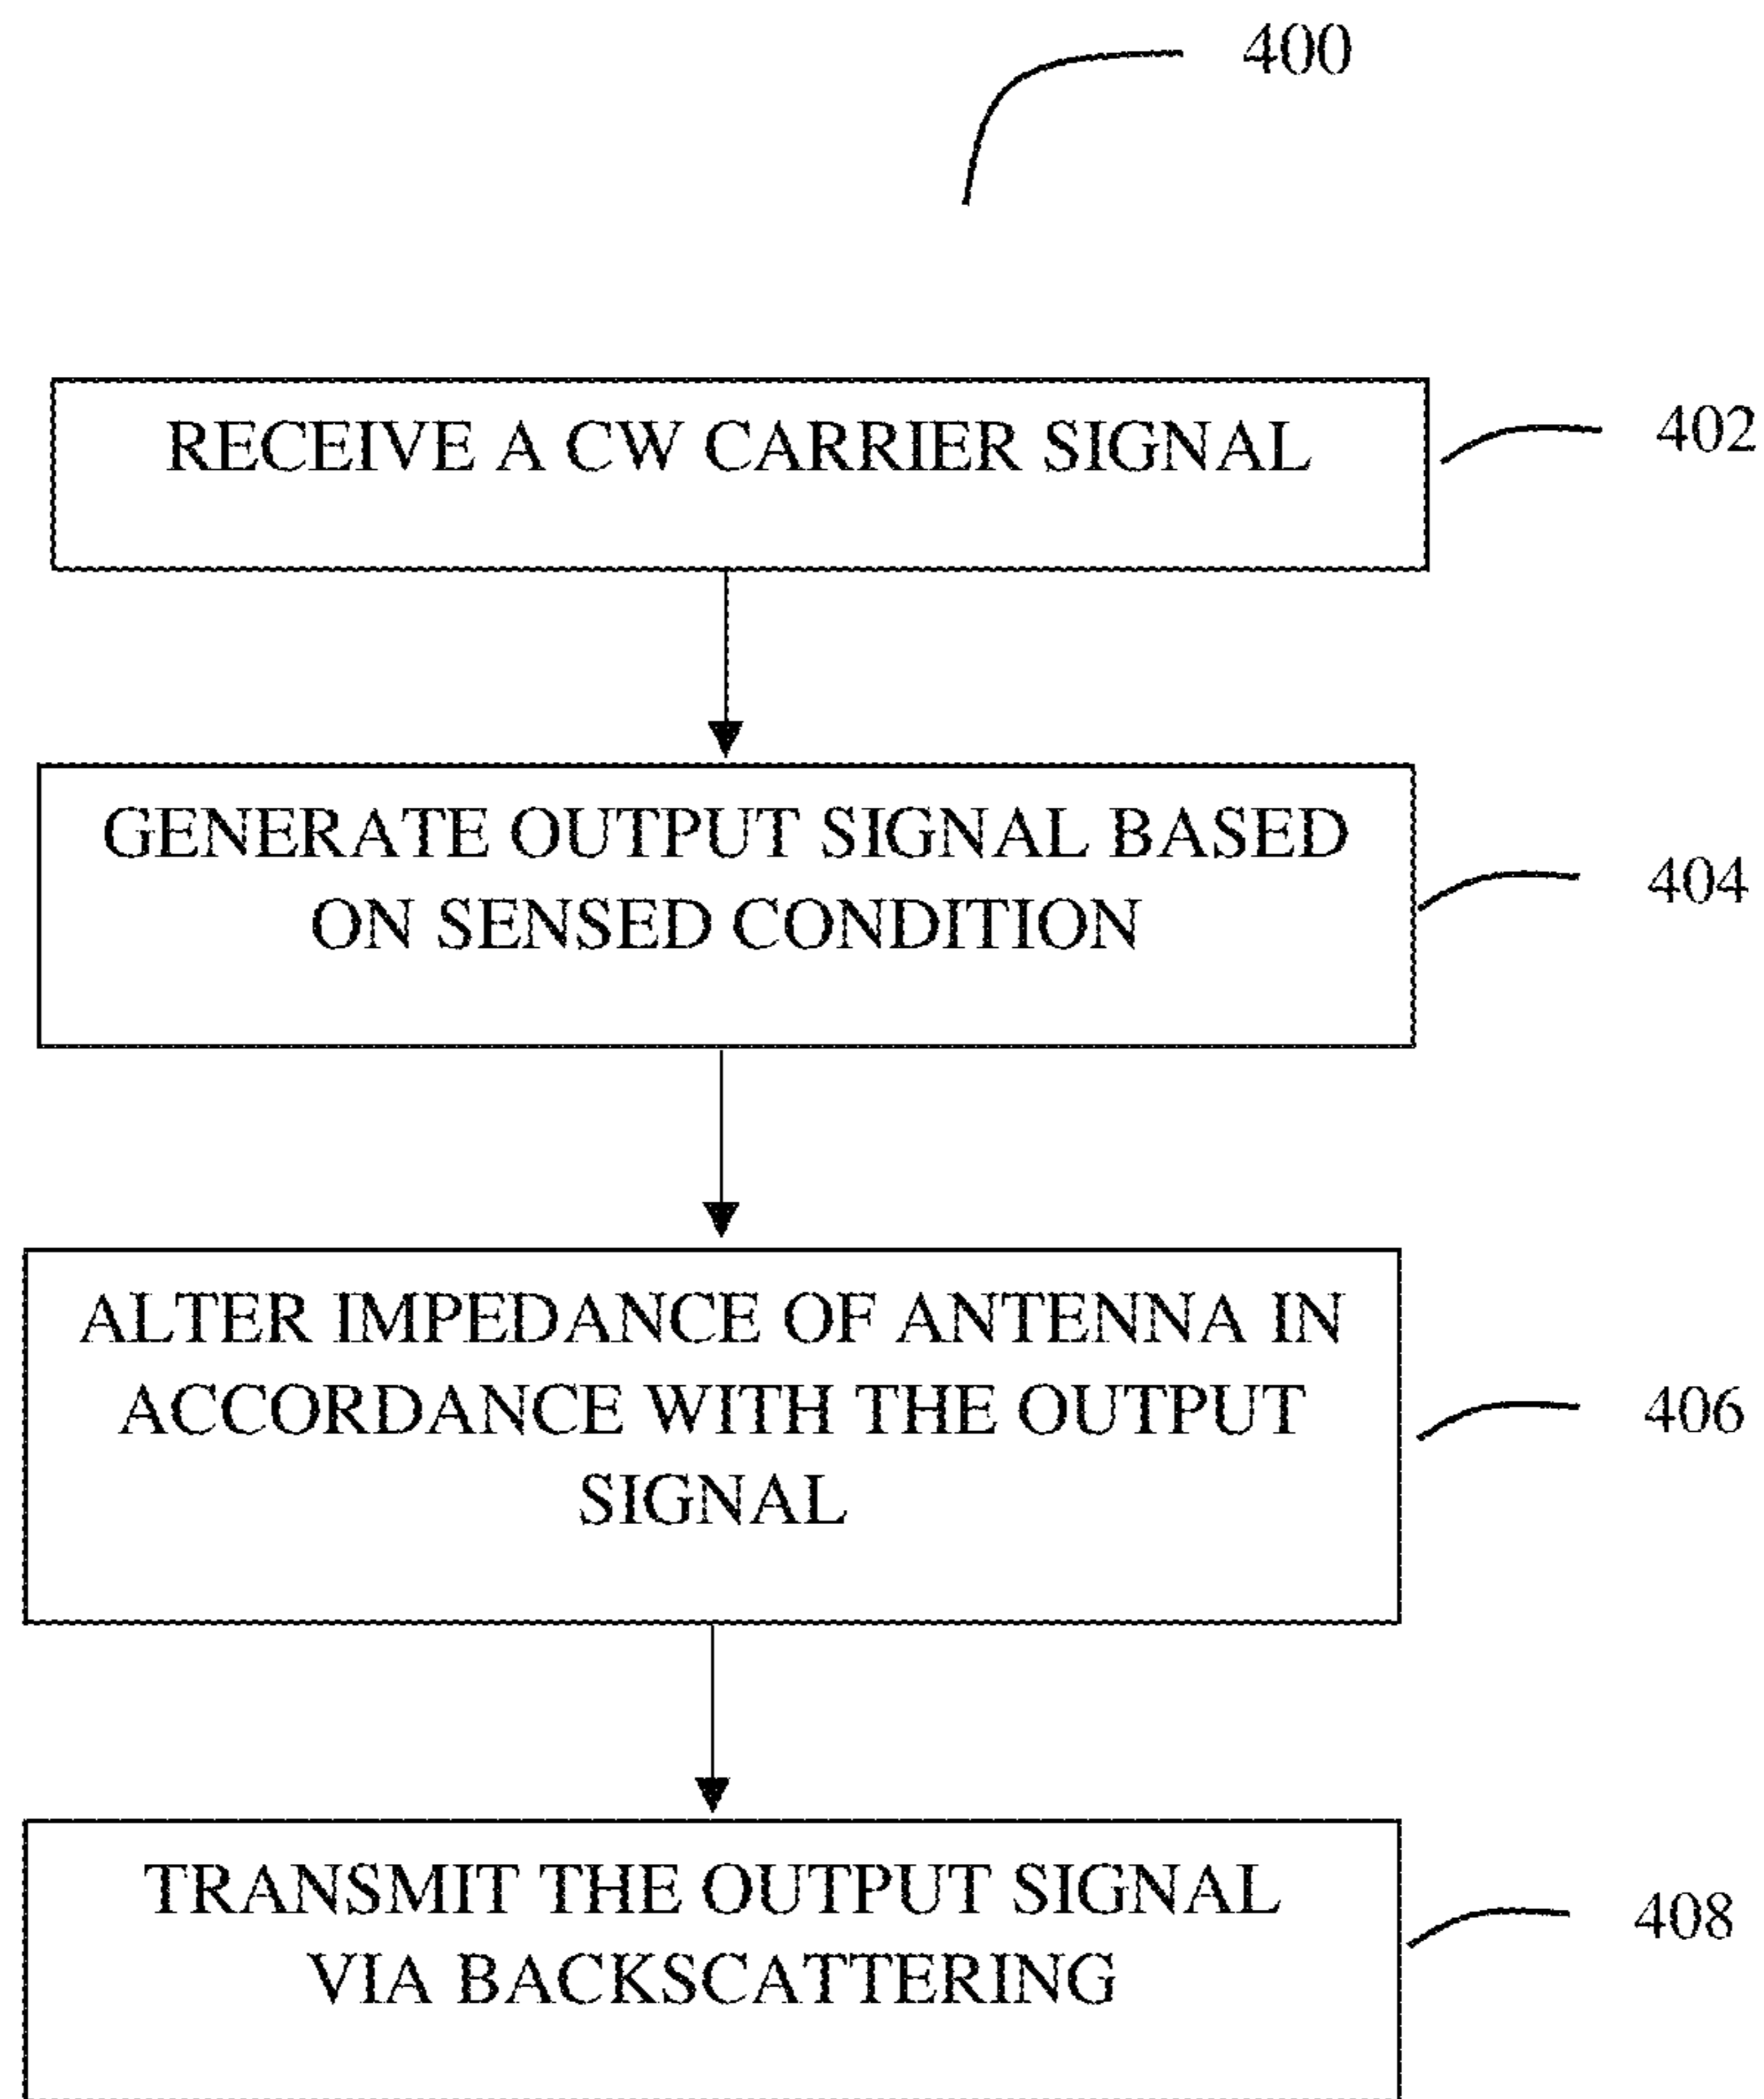 400
RECEIVE A CW CARRIER SIGNAL
402
GENERATE OUTPUT SIGNAL BASED
ON SENSED CONDITION
404
ALTER IMPEDANCE OF ANTENNA IN
ACCORDANCE WITH THE OUTPUT
SIGNAL
406
TRANSMIT THE OUTPUT SIGNAL
VIA BACKSCATTERING
408